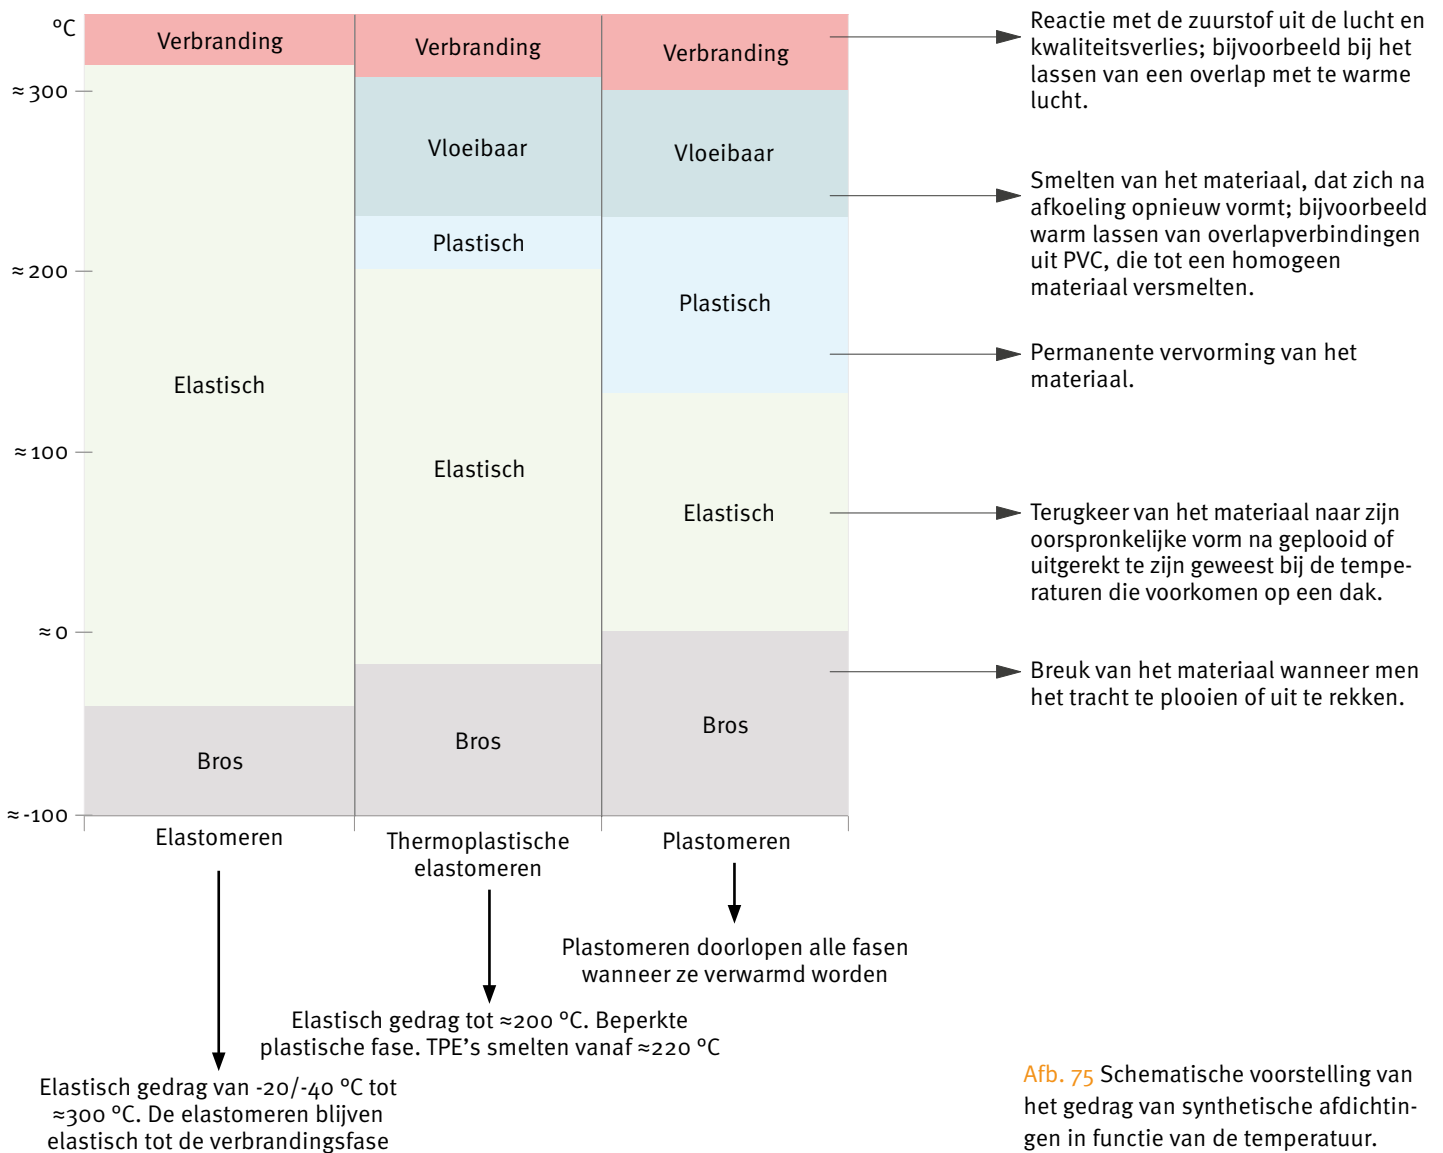 °C
≈ 300
≈ 200
≈ 100
≈ 0
≈ -100
Verbranding
Elastisch
Bros
Elastomeren
Verbranding
Vloeibaar
Plastisch
Elastisch
Bros
Thermoplastische
elastomeren
Verbranding
Vloeibaar
Plastisch
Elastisch
Bros
Plastomeren
Reactie met de zuurstof uit de lucht en
kwaliteitsverlies; bijvoorbeeld bij het
lassen van een overlap met te warme
lucht.
Smelten van het materiaal, dat zich na
afkoeling opnieuw vormt; bijvoorbeeld
warm lassen van overlapverbindingen
uit PVC, die tot een homogeen
materiaal versmelten.
Permanente vervorming van het
materiaal.
Terugkeer van het materiaal naar zijn
oorspronkelijke vorm na geplooid of
uitgerekt te zijn geweest bij de tempe-
raturen die voorkomen op een dak.
Breuk van het materiaal wanneer men
het tracht te plooien of uit te rekken.
Plastomeren doorlopen alle fasen
wanneer ze verwarmd worden
Elastisch gedrag tot ≈200 °C. Beperkte
plastische fase. TPE’s smelten vanaf ≈220 °C
Elastisch gedrag van -20/-40 °C tot
≈300 °C. De elastomeren blijven
elastisch tot de verbrandingsfase
Afb. 75 Schematische voorstelling van
het gedrag van synthetische afdichtin-
gen in functie van de temperatuur.